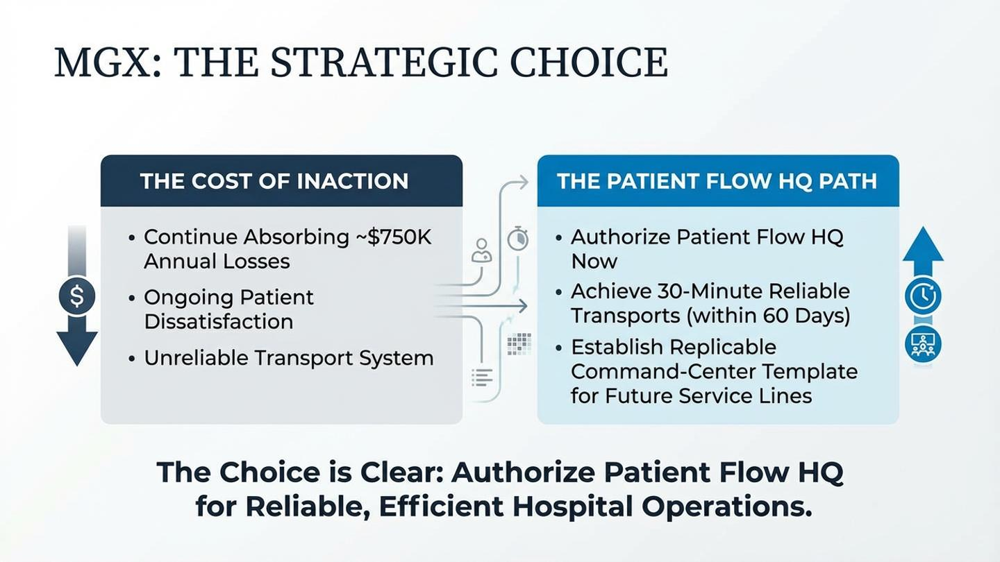 MGX: THE STRATEGIC CHOICE
THE COST OF INACTION
• Continue Absorbing ~$750K
Annual Losses
• Ongoing Patient
Dissatisfaction
• Unreliable Transport System
$
THE PATIENT FLOW HQ PATH
• Authorize Patient Flow HQ
Now
• Achieve 30-Minute Reliable
Transports (within 60 Days)
• Establish Replicable
Command-Center Template
for Future Service Lines
The Choice is Clear: Authorize Patient Flow HQ
for Reliable, Efficient Hospital Operations.